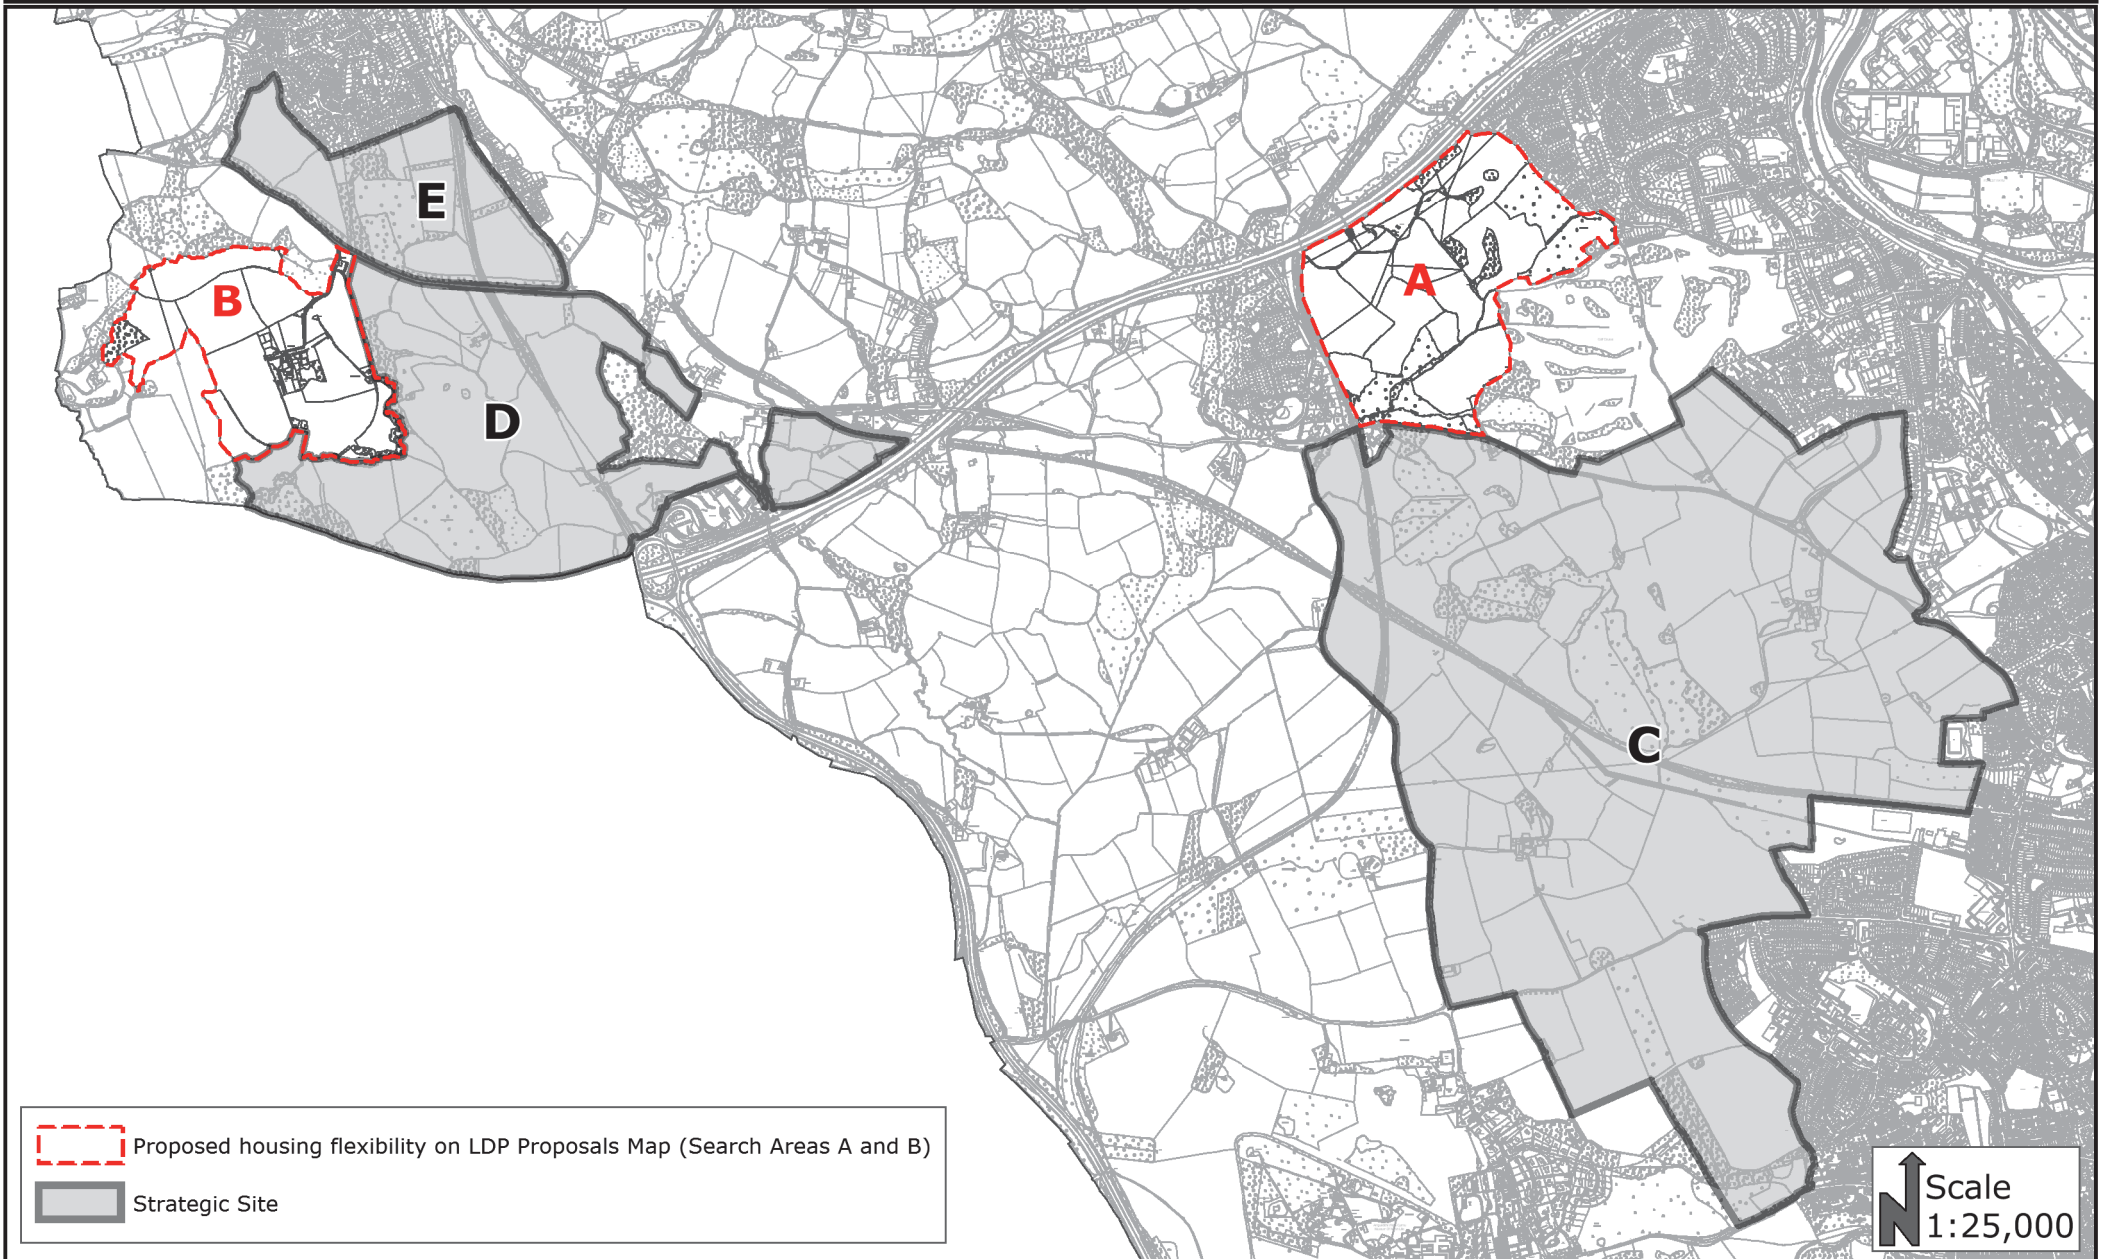 E
B
A
D
C
Proposed housing flexibility on LDP Proposals Map (Search Areas A and B)
Strategic Site
N
Scale
1:25,000